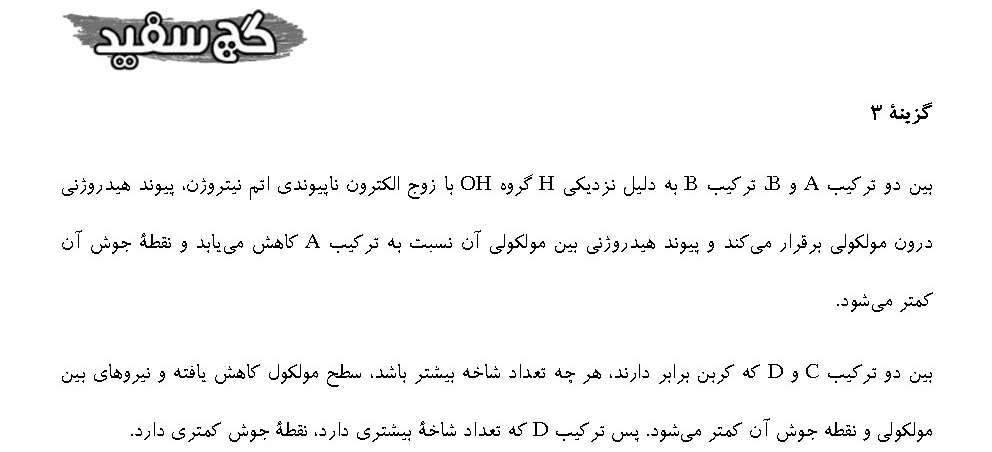 گچ سفید
گزینهٔ ۳
بین دو ترکیب A و B، ترکیب B به دلیل نزدیکی H گروه OH با زوج الکترون ناپیوندی اتم نیتروژن، پیوند هیدروژنی
درون مولکولی برقرار می‌کند و پیوند هیدروژنی بین مولکولی آن نسبت به ترکیب A کاهش می‌یابد و نقطهٔ جوش آن
کمتر می‌شود.
بین دو ترکیب C و D که کربن برابر دارند، هر چه تعداد شاخه بیشتر باشد، سطح مولکول کاهش یافته و نیروهای بین
مولکولی و نقطه جوش آن کمتر می‌شود. پس ترکیب D که تعداد شاخهٔ بیشتری دارد، نقطهٔ جوش کمتری دارد.